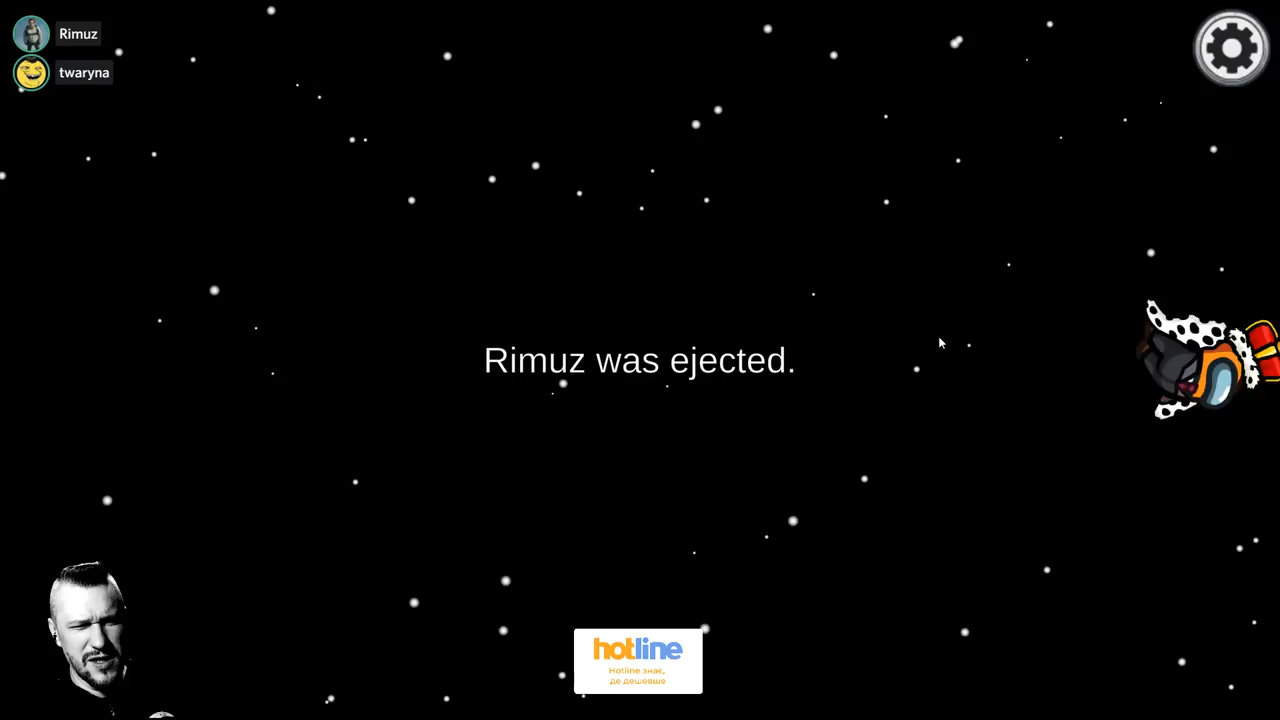 Rimuz
twaryna
Rimuz was ejected.
hotline
Hotline знає,
де дешевше